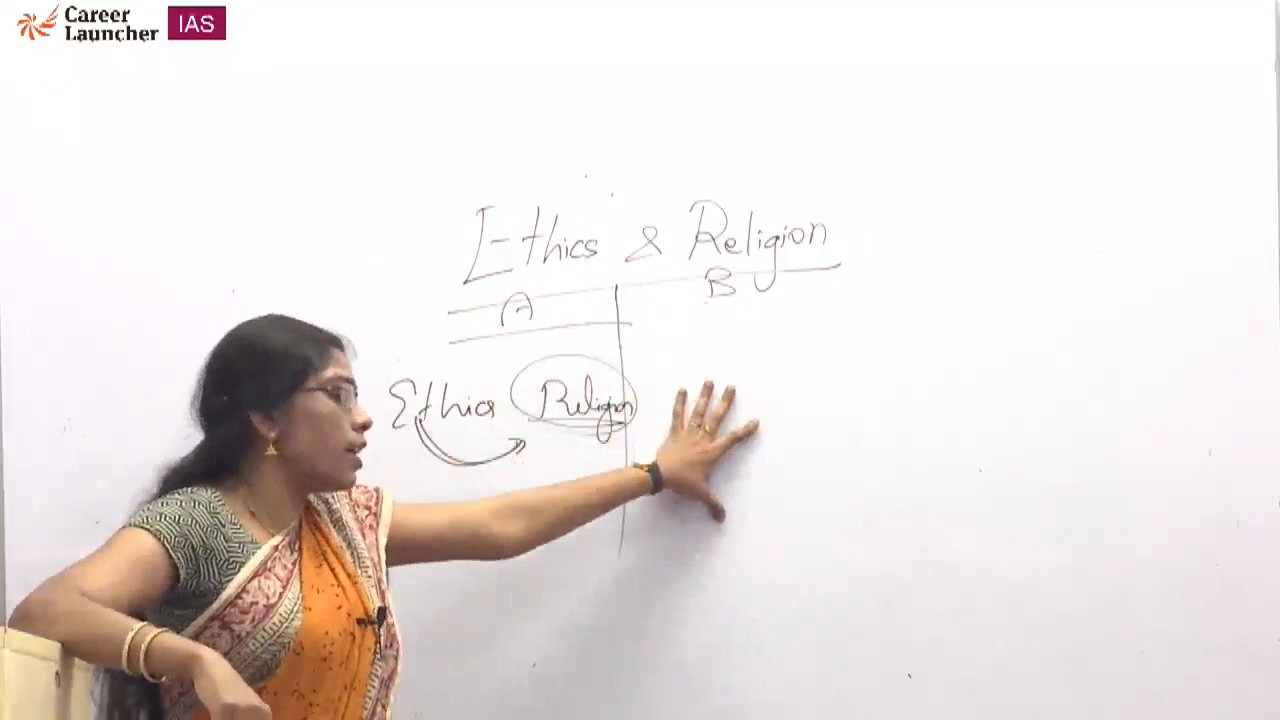 Career
Launcher
IAS
Ethics & Religion
A
B
Ethics Religion